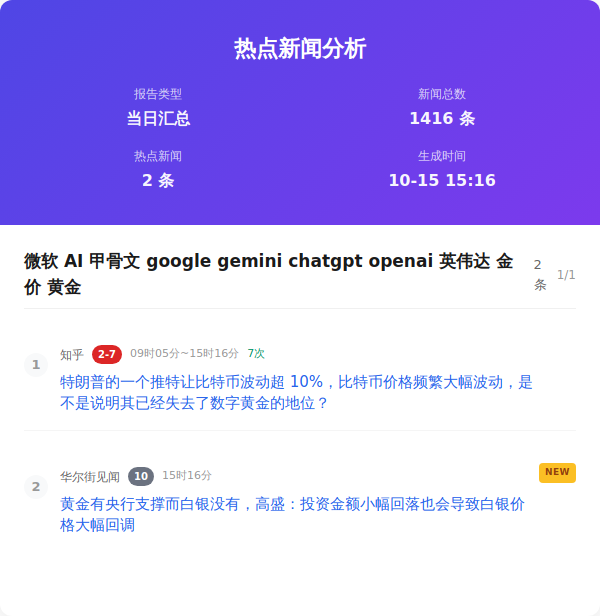 热点新闻分析
报告类型
当日汇总
新闻总数
1416 条
热点新闻
2 条
生成时间
10-15 15:16
微软 AI 甲骨文 google gemini chatgpt openai 英伟达 金
价 黄金
2
条
1/1
1
知乎 2-7 09时05分~15时16分 7次
特朗普的一个推特让比特币波动超 10%，比特币价格频繁大幅波动，是
不是说明其已经失去了数字黄金的地位？
2
华尔街见闻 10 15时16分
NEW
黄金有央行支撑而白银没有，高盛：投资金额小幅回落也会导致白银价
格大幅回调